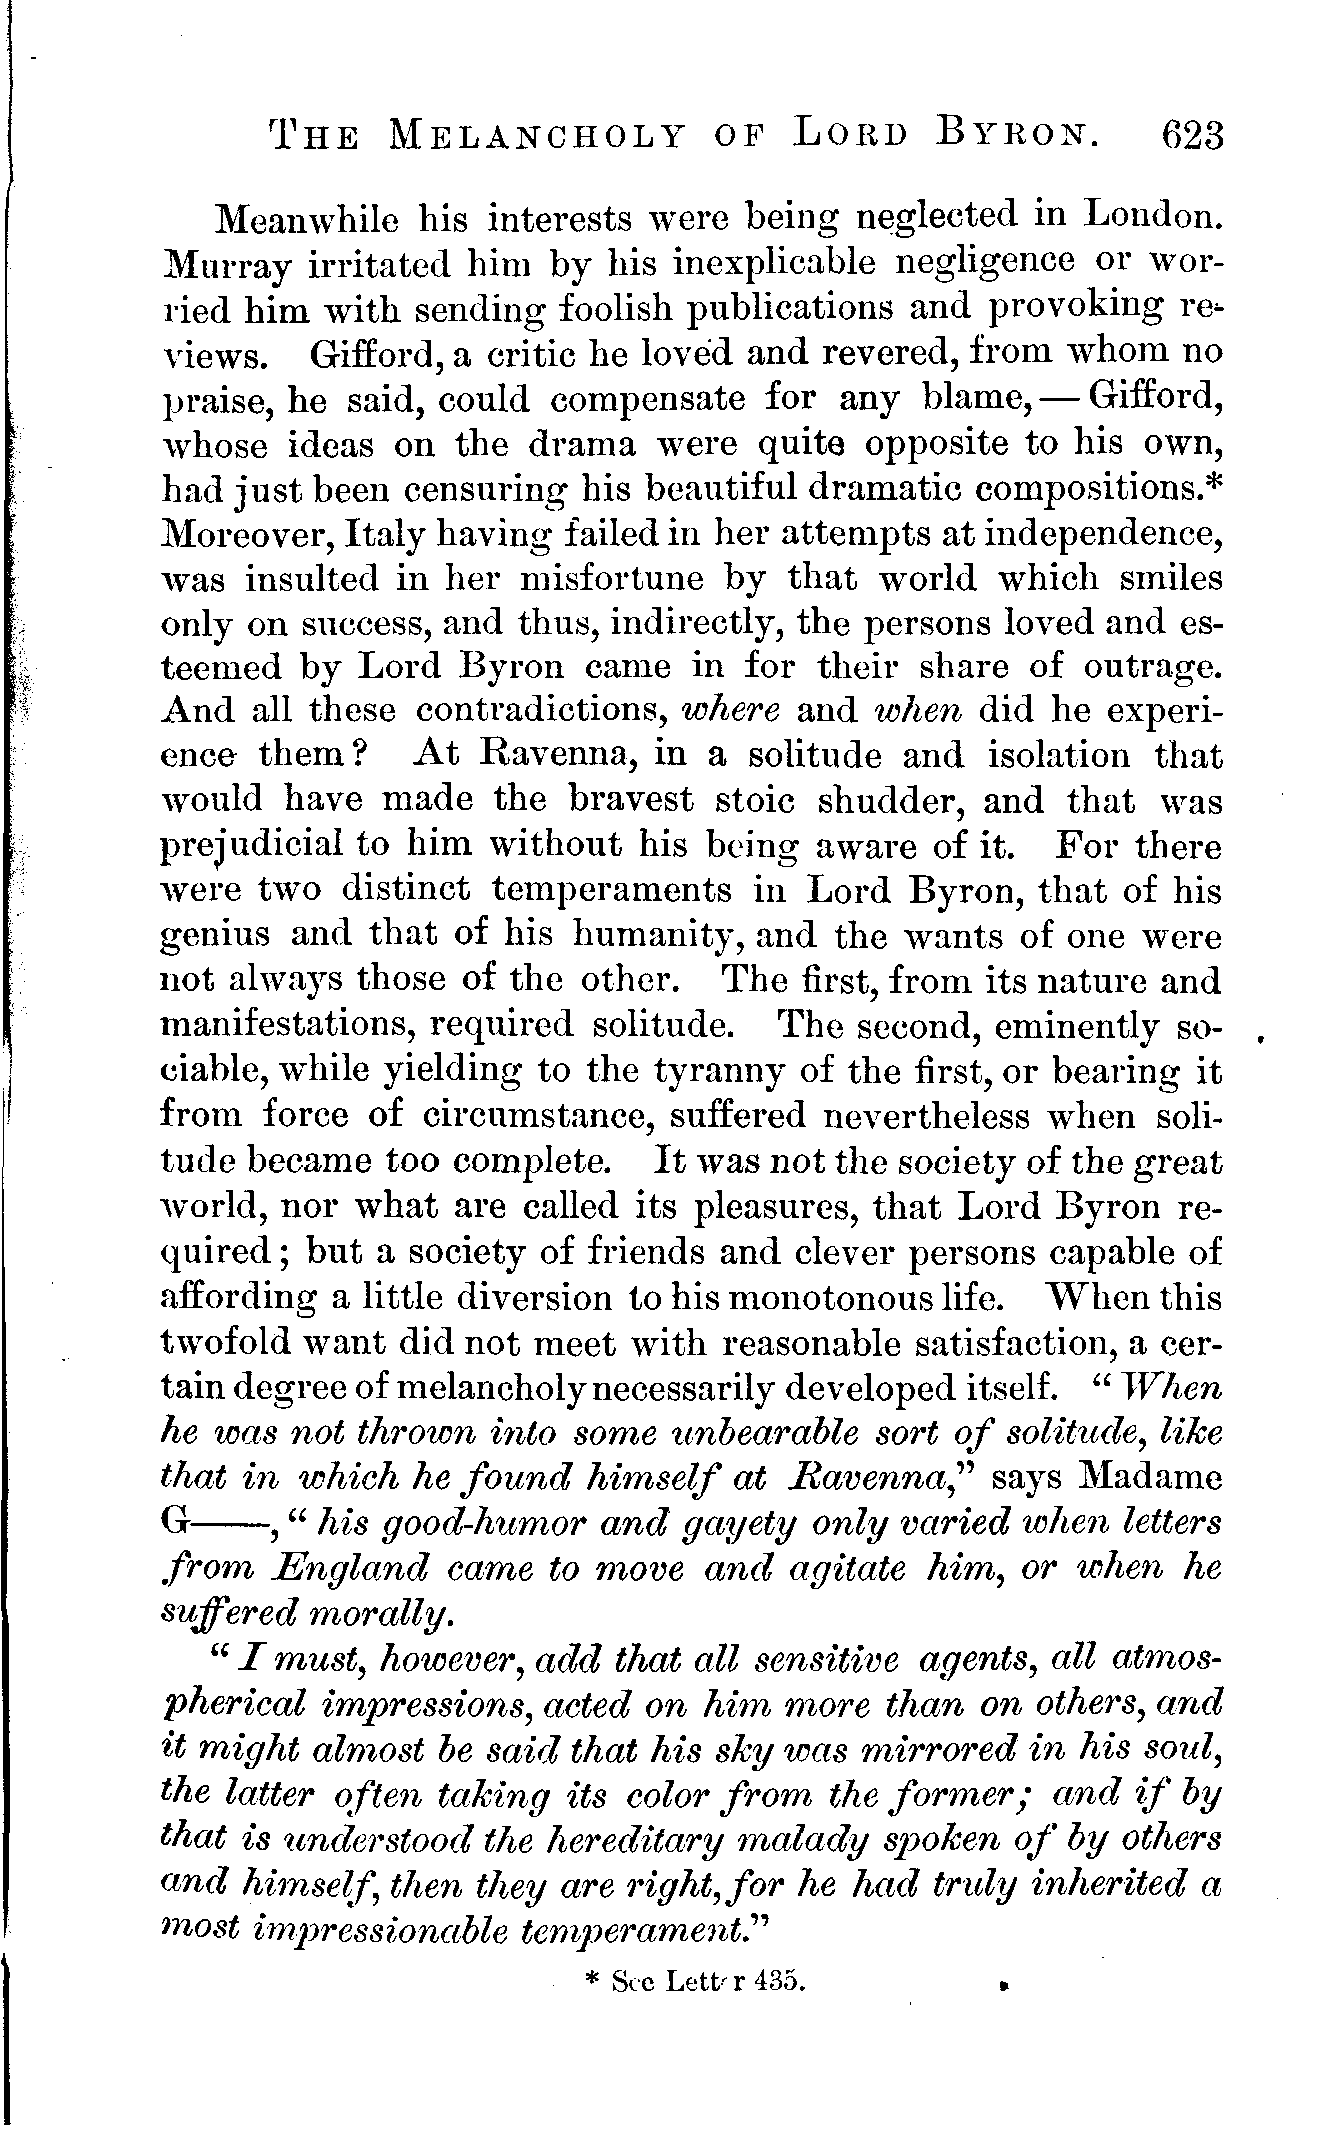 THE MELANCHOLY OF LORD BYRON. 623
Meanwhile his interests were being neglected in London.
Murray irritated him by his inexplicable negligence or wor-
ried him with sending foolish publications and provoking re-
views. Gifford, a critic he loved and revered, from whom no
praise, he said, could compensate for any blame,— Gifford,
whose ideas on the drama were quite opposite to his own,
had just been censuring his beautiful dramatic compositions.*
Moreover, Italy having failed in her attempts at independence,
was insulted in her misfortune by that world which smiles
only on success, and thus, indirectly, the persons loved and es-
teemed by Lord Byron came in for their share of outrage.
And all these contradictions, where and when did he experi-
ence them? At Ravenna, in a solitude and isolation that
would have made the bravest stoic shudder, and that was
prejudicial to him without his being aware of it. For there
were two distinct temperaments in Lord Byron, that of his
genius and that of his humanity, and the wants of one were
not always those of the other. The first, from its nature and
manifestations, required solitude. The second, eminently so-
ciable, while yielding to the tyranny of the first, or bearing it
from force of circumstance, suffered nevertheless when soli-
tude became too complete. It was not the society of the great
world, nor what are called its pleasures, that Lord Byron re-
quired; but a society of friends and clever persons capable of
affording a little diversion to his monotonous life. When this
twofold want did not meet with reasonable satisfaction, a cer-
tain degree of melancholy necessarily developed itself. "When
he was not thrown into some unbearable sort of solitude, like
that in which he found himself at Ravenna," says Madame
G——, "his good-humor and gayety only varied when letters
from England came to move and agitate him, or when he
suffered morally.
"I must, however, add that all sensitive agents, all atmos-
pherical impressions, acted on him more than on others, and
it might almost be said that his sky was mirrored in his soul,
the latter often taking its color from the former; and if by
that is understood the hereditary malady spoken of by others
and himself, then they are right, for he had truly inherited a
most impressionable temperament."
* See Letter 435.